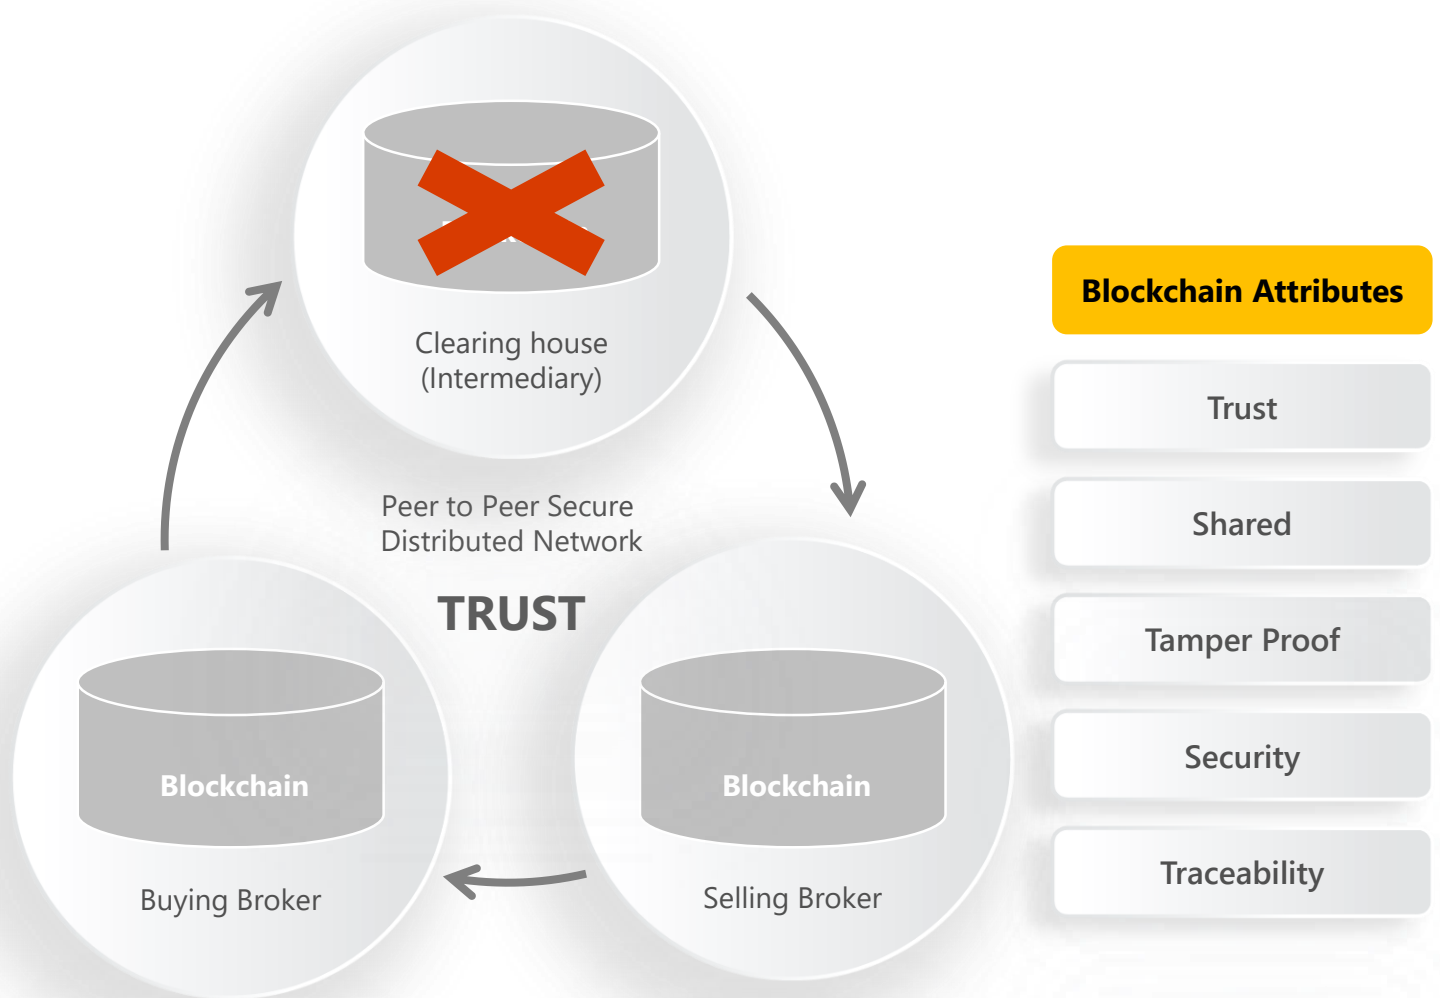 Clearing house
(Intermediary)
Peer to Peer Secure
Distributed Network
TRUST
Blockchain
Buying Broker
Blockchain
Selling Broker
Blockchain Attributes
Trust
Shared
Tamper Proof
Security
Traceability